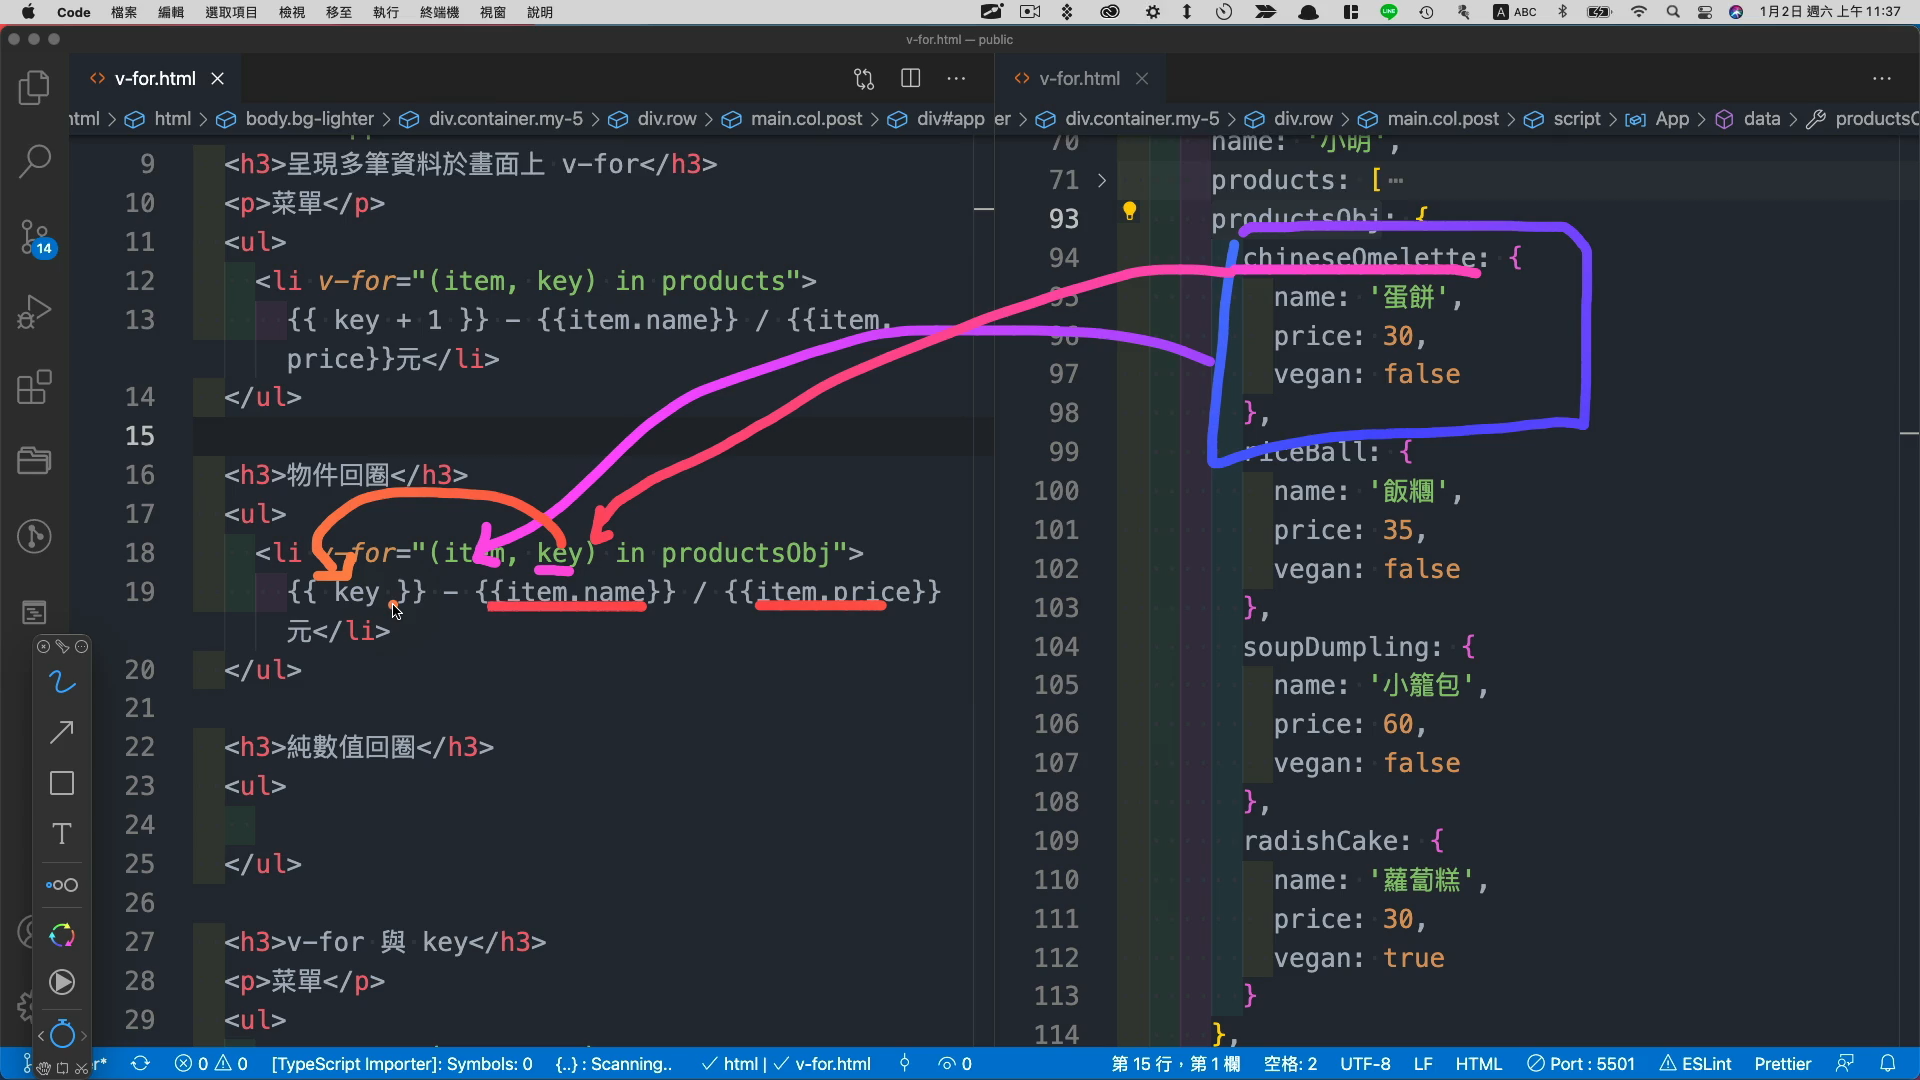 Code 檔案 編輯 選取項目 檢視 移至 執行 終端機 視窗 說明 LINE A ABC 1月2日 週六 上午 11:37
v-for.html — public
v-for.html
html > body.bg-lighter > div.container.my-5 > div.row > main.col.post > div#app
14
9 <h3>呈現多筆資料於畫面上 v-for</h3>
10 <p>菜單</p>
11 <ul>
12 <li v-for="(item, key) in products">
13 {{ key + 1 }} - {{item.name}} / {{item.
price}}元</li>
14 </ul>
15
16 <h3>物件回圈</h3>
17 <ul>
18 <li v-for="(item, key) in productsObj">
19 {{ key }} - {{item.name}} / {{item.price}}
元</li>
20 </ul>
21
22 <h3>純數值回圈</h3>
23 <ul>
24
25 </ul>
26
27 <h3>v-for 與 key</h3>
28 <p>菜單</p>
29 <ul>
v-for.html
div.container.my-5 > div.row > main.col.post > script > App > data >
70 name: '小明',
71 products: [
93 productsObj: {
94 chineseOmelette: {
95 name: '蛋餅',
96 price: 30,
97 vegan: false
98 },
99 riceBall: {
100 name: '飯糰',
101 price: 35,
102 vegan: false
103 },
104 soupDumpling: {
105 name: '小籠包',
106 price: 60,
107 vegan: false
108 },
109 radishCake: {
110 name: '蘿蔔糕',
111 price: 30,
112 vegan: true
113 }
114 },
T
0 0 [TypeScript Importer]: Symbols: 0 {..} : Scanning.. html | v-for.html 0 第 15 行，第 1 欄 空格: 2 UTF-8 LF HTML Port : 5501 ESLint Prettier